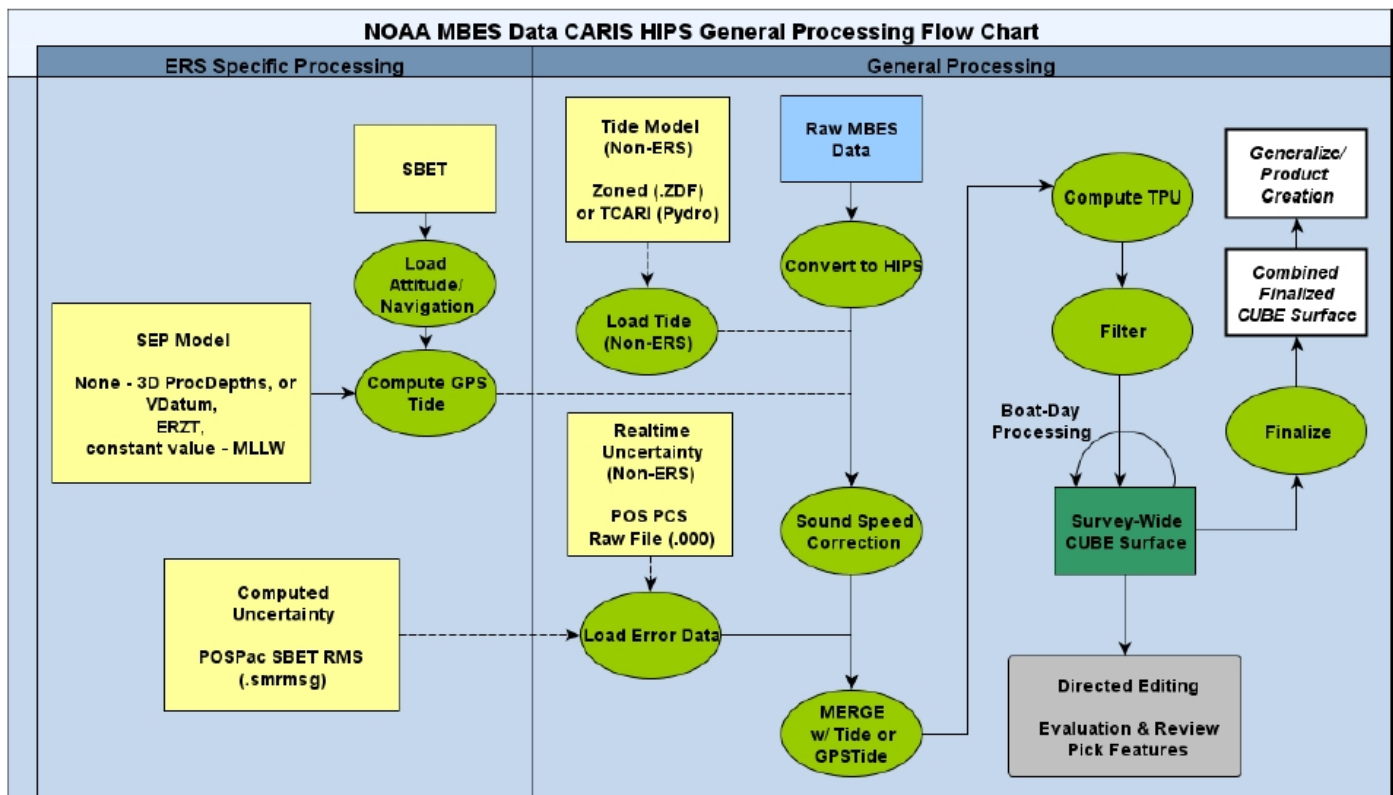 NOAA MBES Data CARIS HIPS General Processing Flow Chart
ERS Specific Processing
General Processing
SBET
Load
Attitude/
Navigation
SEP Model
None - 3D ProcDepths, or
VDatum,
ERZT,
constant value - MLLW
Compute GPS
Tide
Computed
Uncertainty
POSPac SBET RMS
(.smrmsg)
Tide Model
(Non-ERS)
Zoned (.ZDF)
or TCARI (Pydro)
Load Tide
(Non-ERS)
Realtime
Uncertainty
(Non-ERS)
POS PCS
Raw File (.000)
Load Error Data
Raw MBES
Data
Convert to HIPS
Sound Speed
Correction
MERGE
w/ Tide or
GPSTide
Compute TPU
Filter
Boat-Day
Processing
Survey-Wide
CUBE Surface
Directed Editing
Evaluation & Review
Pick Features
Generalize/
Product
Creation
Combined
Finalized
CUBE Surface
Finalize